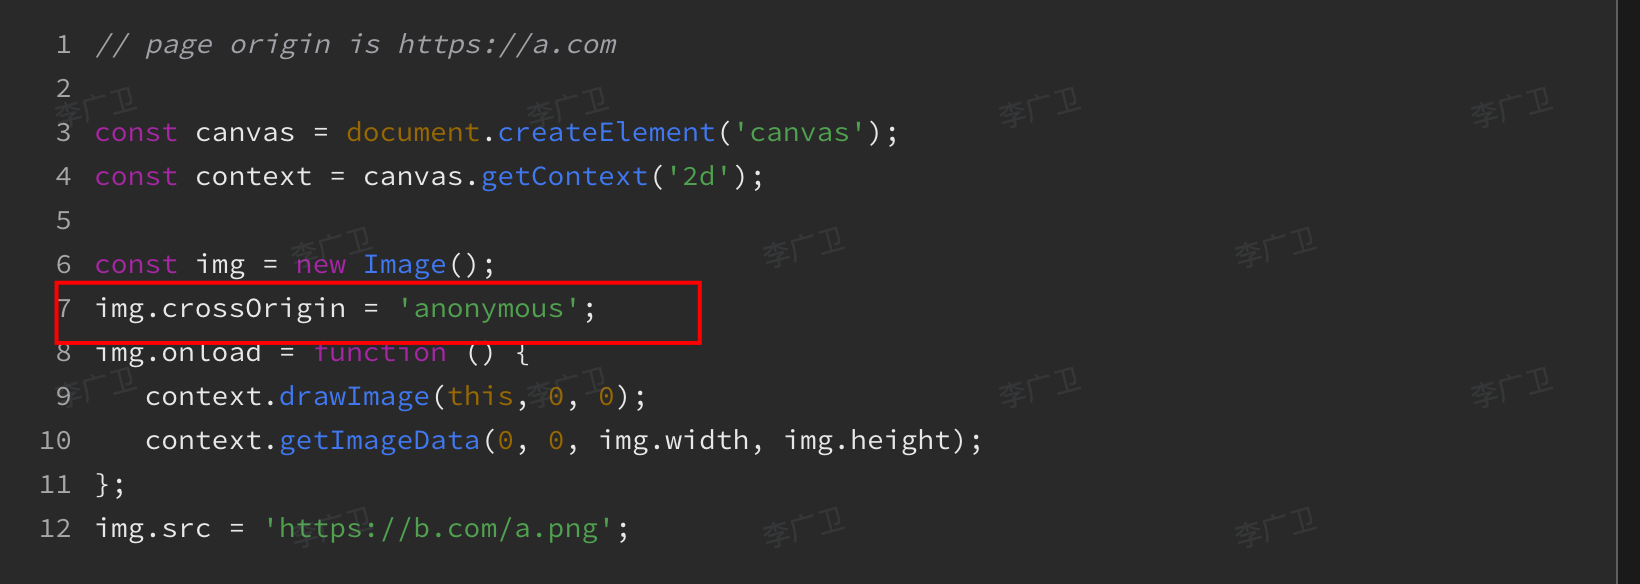 1 // page origin is https://a.com
2
3 const canvas = document.createElement('canvas');
4 const context = canvas.getContext('2d');
5
6 const img = new Image();
7 img.crossOrigin = 'anonymous';
8 img.onload = function () {
9 context.drawImage(this, 0, 0);
10 context.getImageData(0, 0, img.width, img.height);
11 };
12 img.src = 'https://b.com/a.png';
李广卫 李广卫 李广卫 李广卫
李广卫 李广卫 李广卫
李广卫 李广卫 李广卫 李广卫
李广卫 李广卫 李广卫